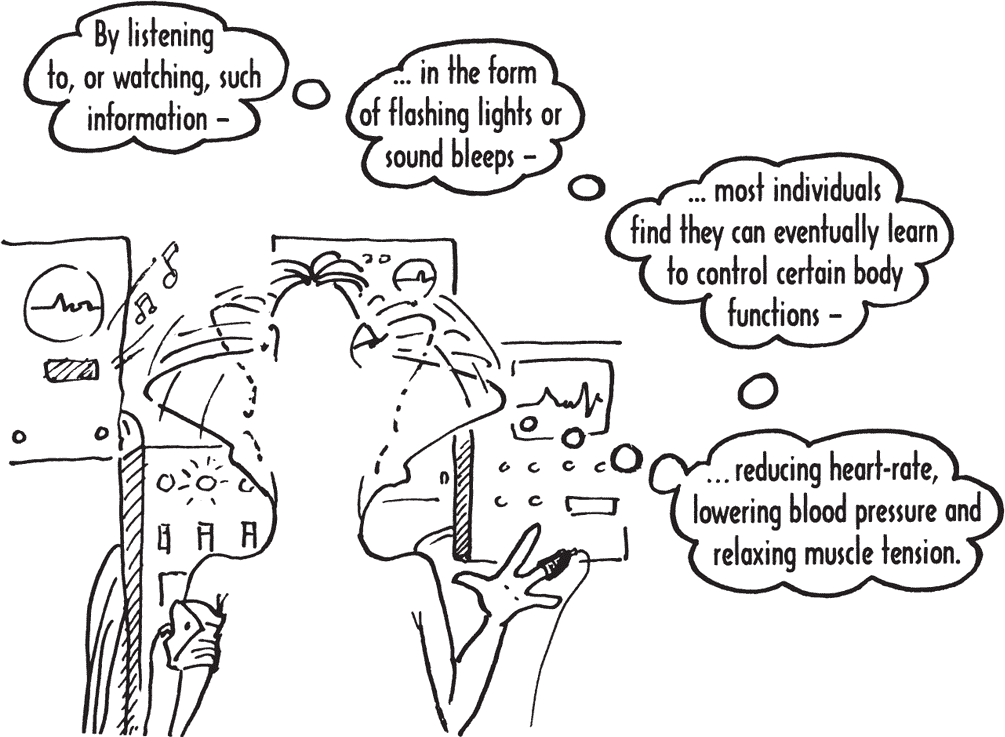 By listening
to, or watching, such
information –
... in the form
of flashing lights or
sound bleeps –
... most individuals
find they can eventually learn
to control certain body
functions –
... reducing heart-rate,
lowering blood pressure and
relaxing muscle tension.